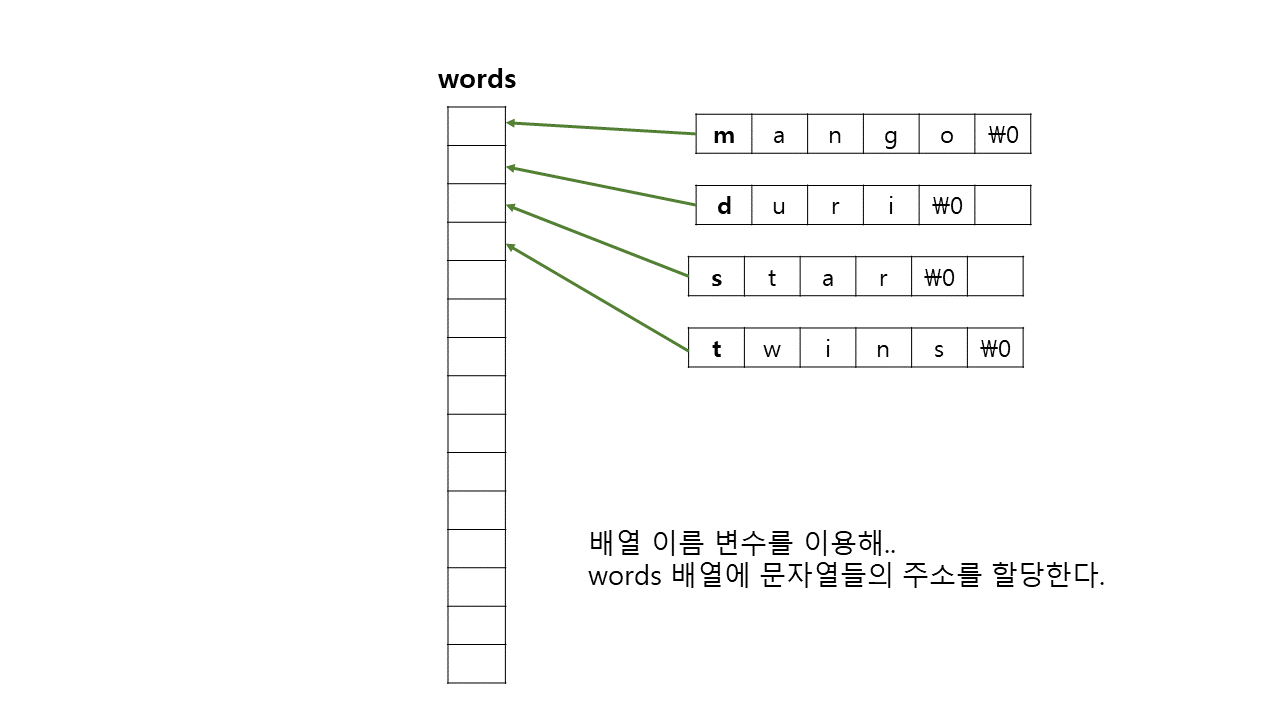 words
m a n g o ₩0
d u r i ₩0
s t a r ₩0
t w i n s ₩0
배열 이름 변수를 이용해..
words 배열에 문자열들의 주소를 할당한다.